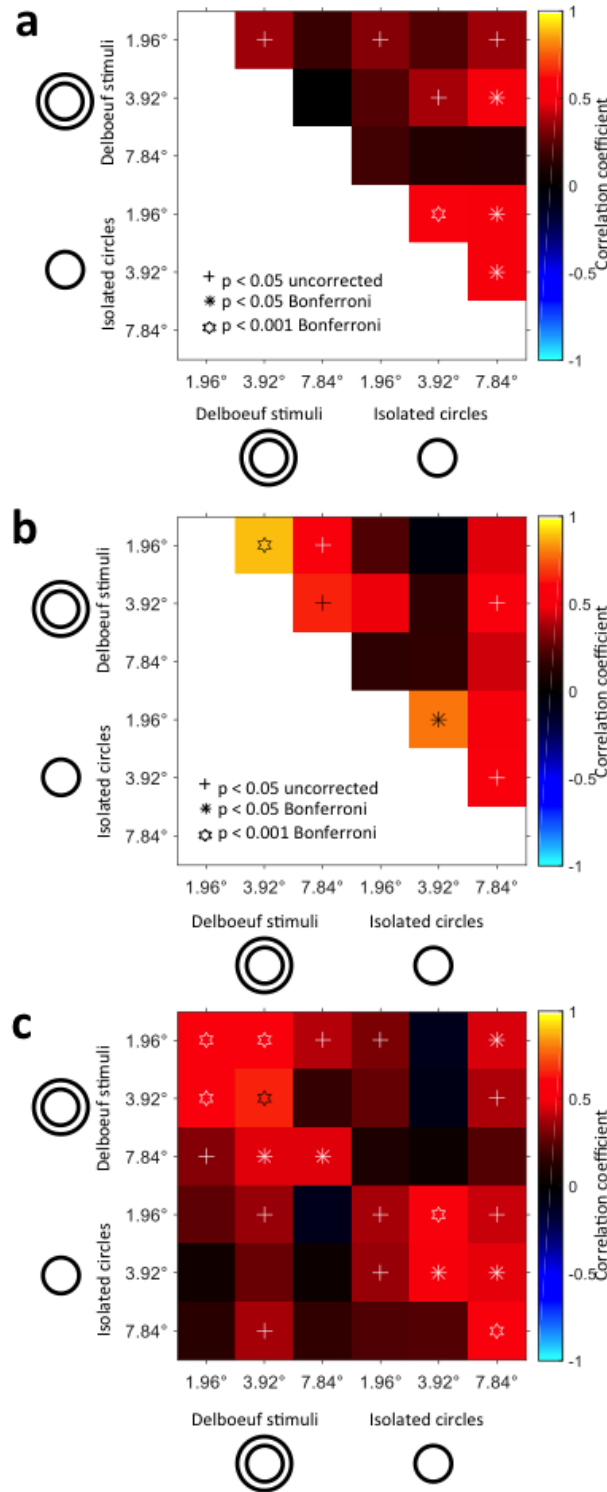 a
1.96°
3.92°
7.84°
1.96°
3.92°
7.84°
Delboeuf stimuli
Isolated circles
+ p < 0.05 uncorrected
✳ p < 0.05 Bonferroni
✡ p < 0.001 Bonferroni
1.96° 3.92° 7.84° 1.96° 3.92° 7.84°
Delboeuf stimuli Isolated circles
1
0.5
0
-0.5
-1
Correlation coefficient
b
1.96°
3.92°
7.84°
1.96°
3.92°
7.84°
Delboeuf stimuli
Isolated circles
+ p < 0.05 uncorrected
✳ p < 0.05 Bonferroni
✡ p < 0.001 Bonferroni
1.96° 3.92° 7.84° 1.96° 3.92° 7.84°
Delboeuf stimuli Isolated circles
1
0.5
0
-0.5
-1
Correlation coefficient
c
1.96°
3.92°
7.84°
1.96°
3.92°
7.84°
Delboeuf stimuli
Isolated circles
1.96° 3.92° 7.84° 1.96° 3.92° 7.84°
Delboeuf stimuli Isolated circles
1
0.5
0
-0.5
-1
Correlation coefficient